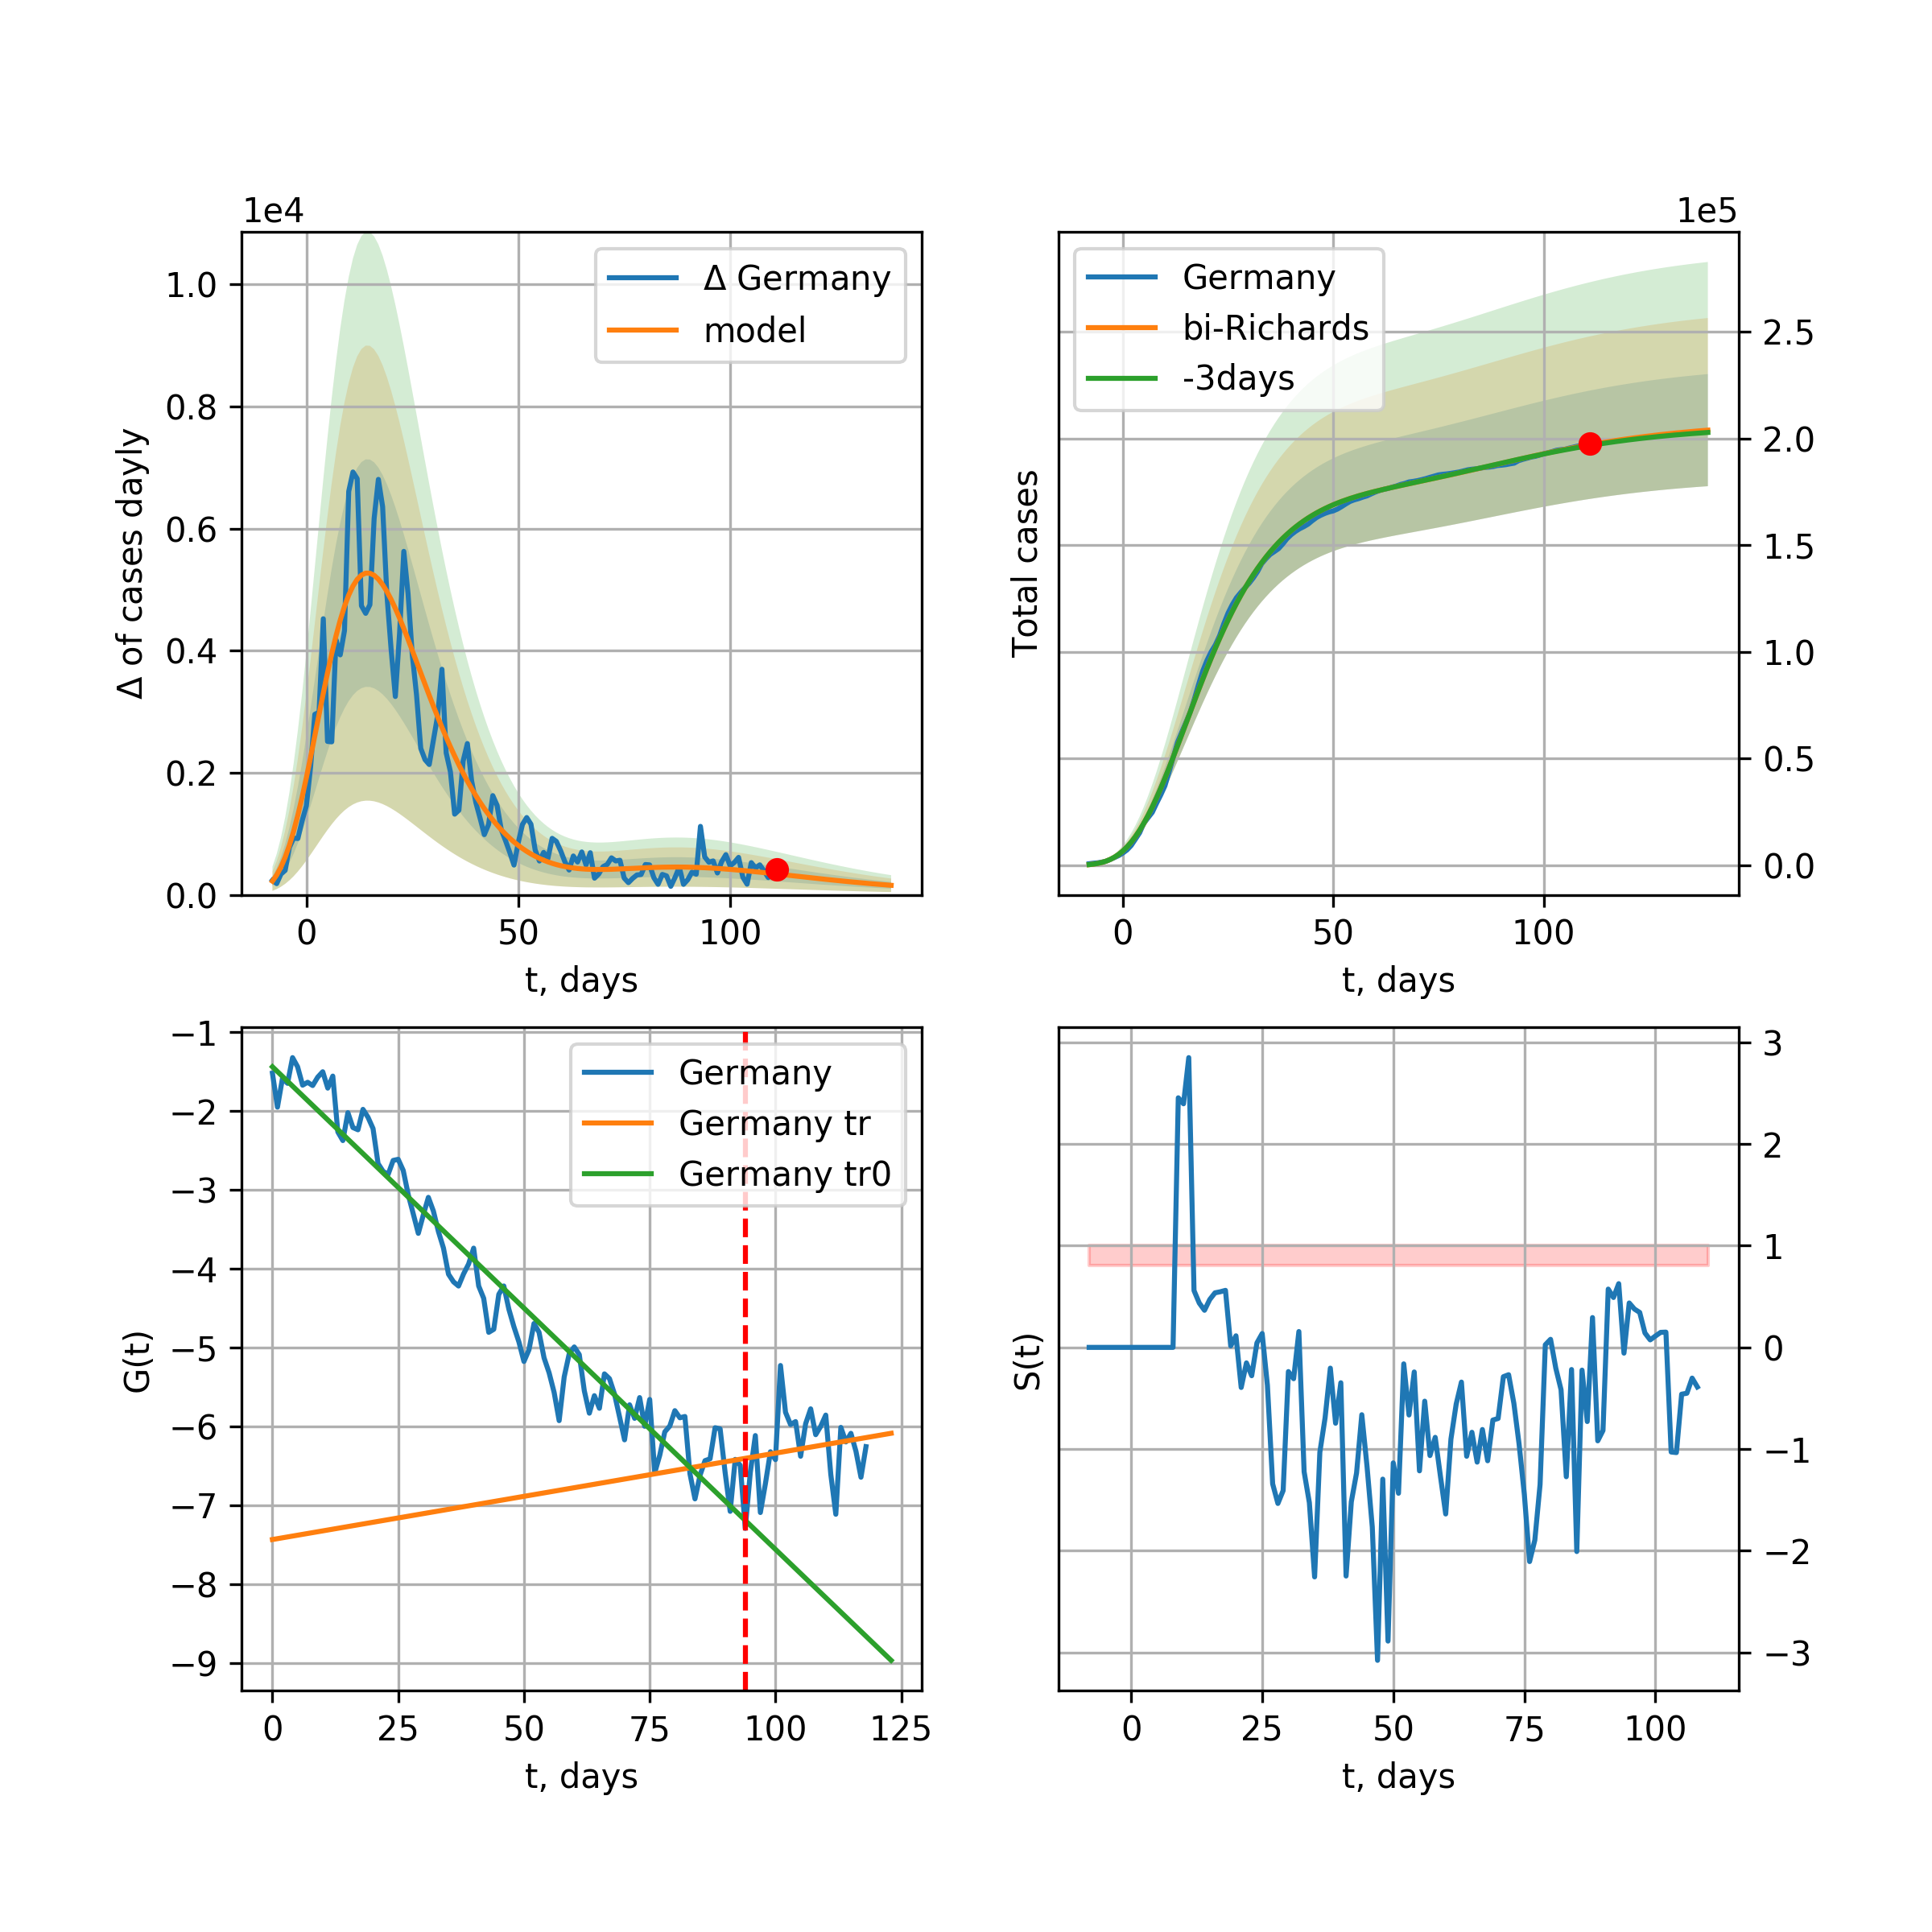 1e4
Δ of cases dayly
1.0
0.8
0.6
0.4
0.2
0.0
0 50 100
t, days
Δ Germany
model
1e5
Total cases
2.5
2.0
1.5
1.0
0.5
0.0
0 50 100
t, days
Germany
bi-Richards
-3days
G(t)
−1
−2
−3
−4
−5
−6
−7
−8
−9
0 25 50 75 100 125
t, days
Germany
Germany tr
Germany tr0
S(t)
3
2
1
0
−1
−2
−3
0 25 50 75 100
t, days